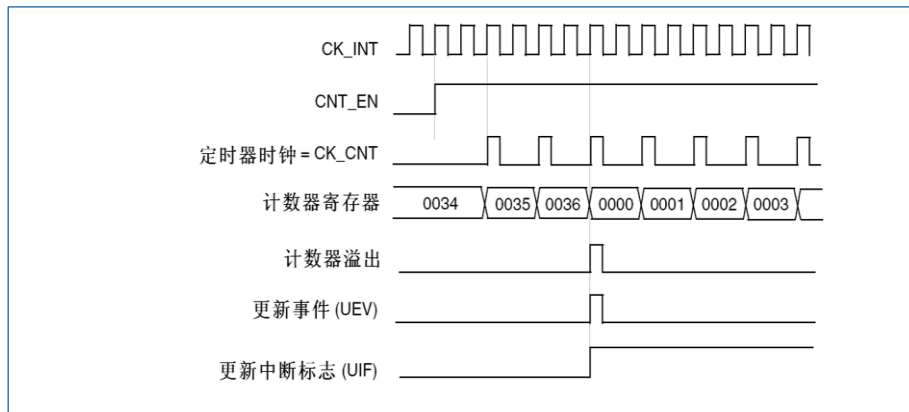 CK_INT
CNT_EN
定时器时钟 = CK_CNT
计数器寄存器 0034 0035 0036 0000 0001 0002 0003
计数器溢出
更新事件 (UEV)
更新中断标志 (UIF)